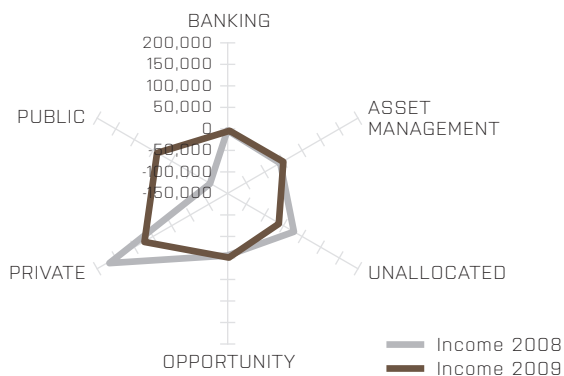 BANKING
200,000
150,000
100,000
50,000
0
-50,000
-100,000
-150,000
ASSET
MANAGEMENT
PUBLIC
PRIVATE
UNALLOCATED
OPPORTUNITY
Income 2008
Income 2009